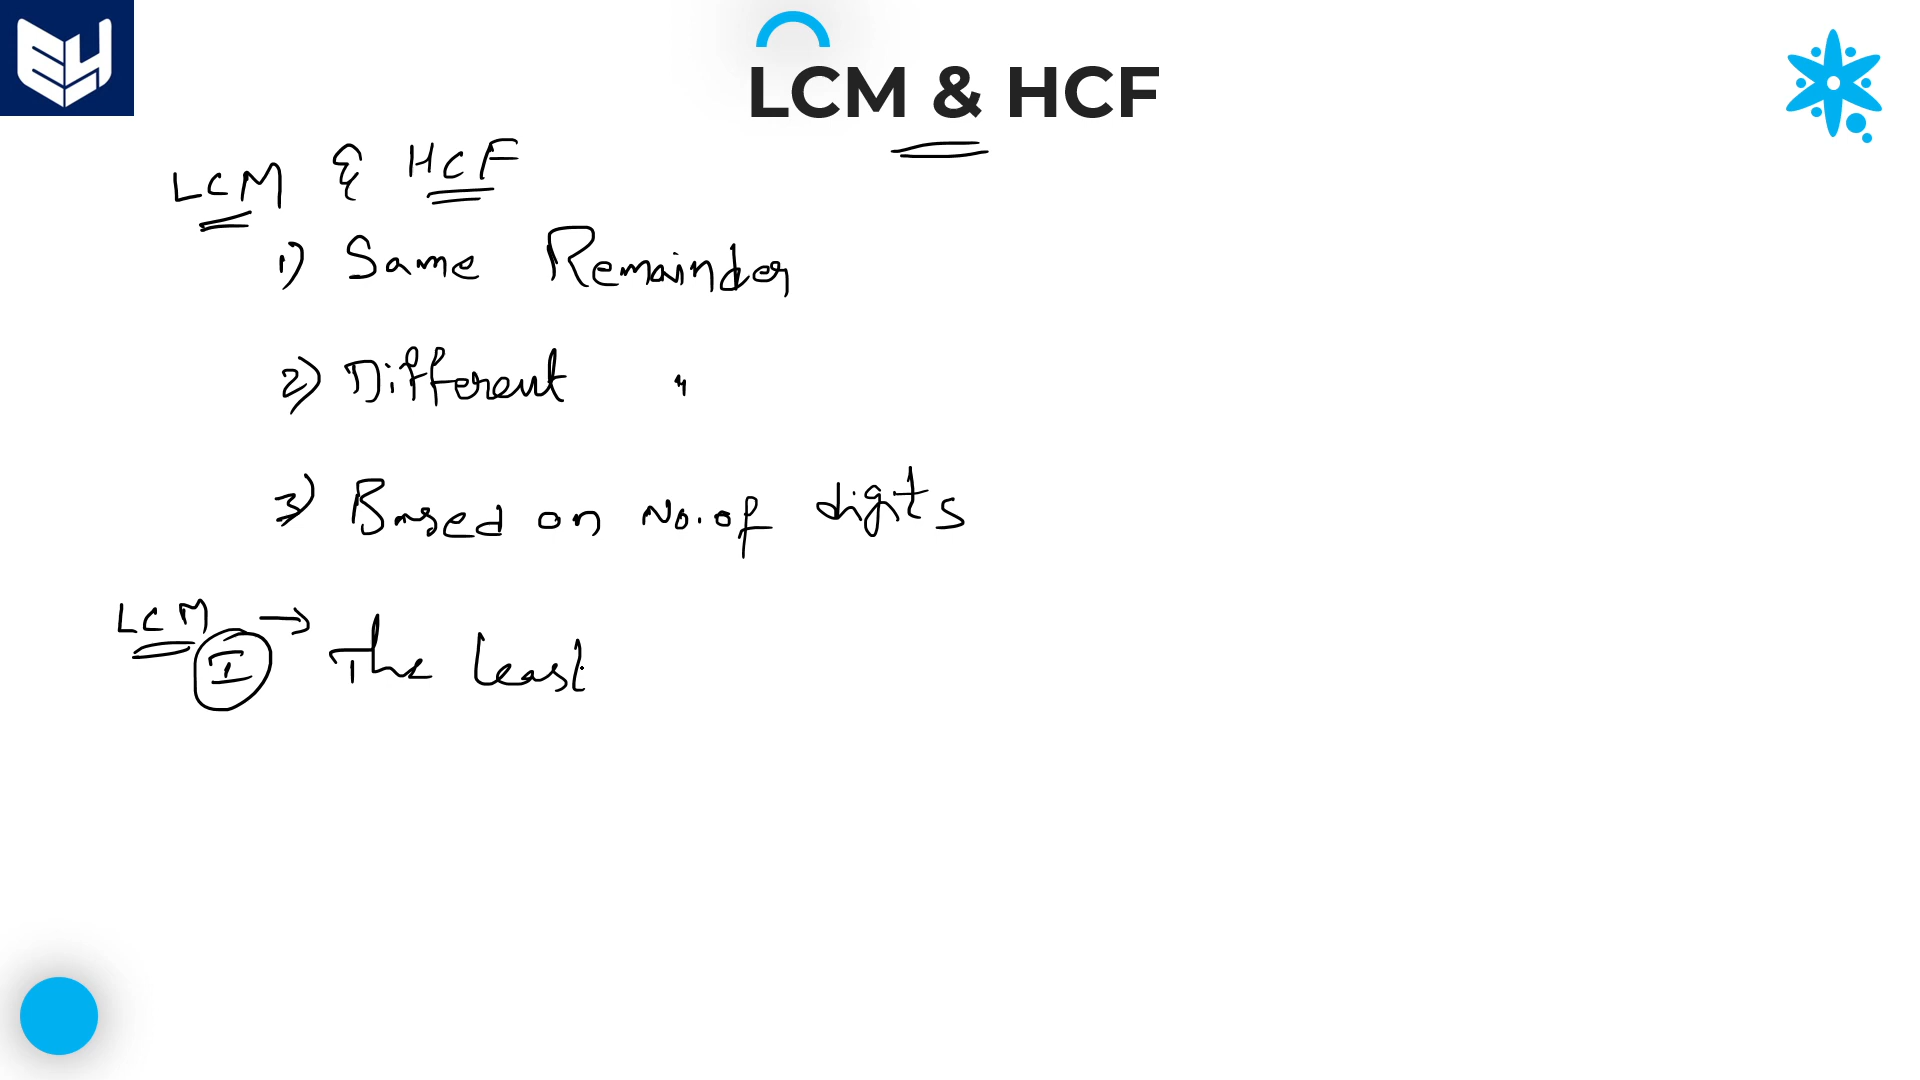 LCM & HCF
LCM & HCF
1) Same Remainder
2) Different "
3) Based on No. of digits
LCM
I → The least